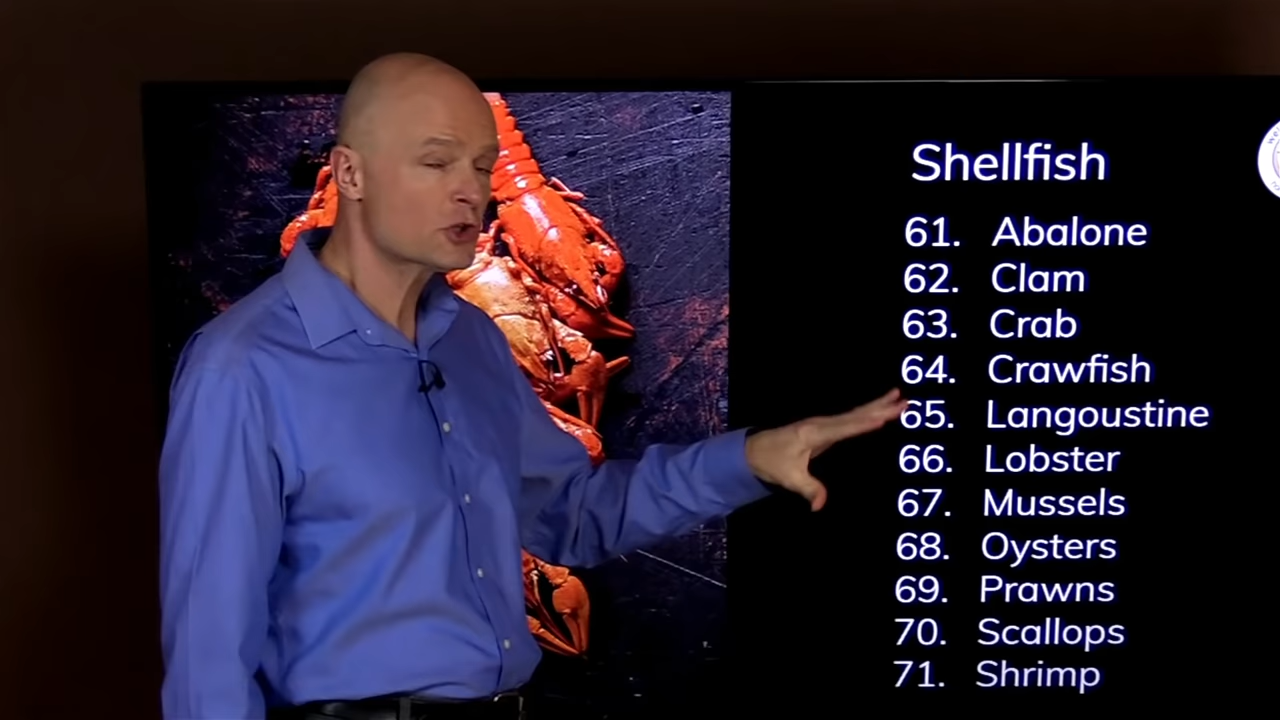 Shellfish
61. Abalone
62. Clam
63. Crab
64. Crawfish
65. Langoustine
66. Lobster
67. Mussels
68. Oysters
69. Prawns
70. Scallops
71. Shrimp